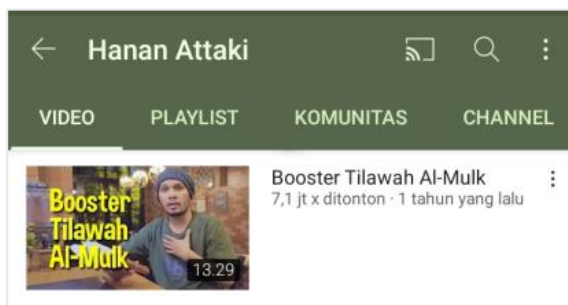 Hanan Attaki
VIDEO PLAYLIST KOMUNITAS CHANNEL
Booster
Tilawah
Al-Mulk
13.29
Booster Tilawah Al-Mulk
7,1 jt x ditonton · 1 tahun yang lalu